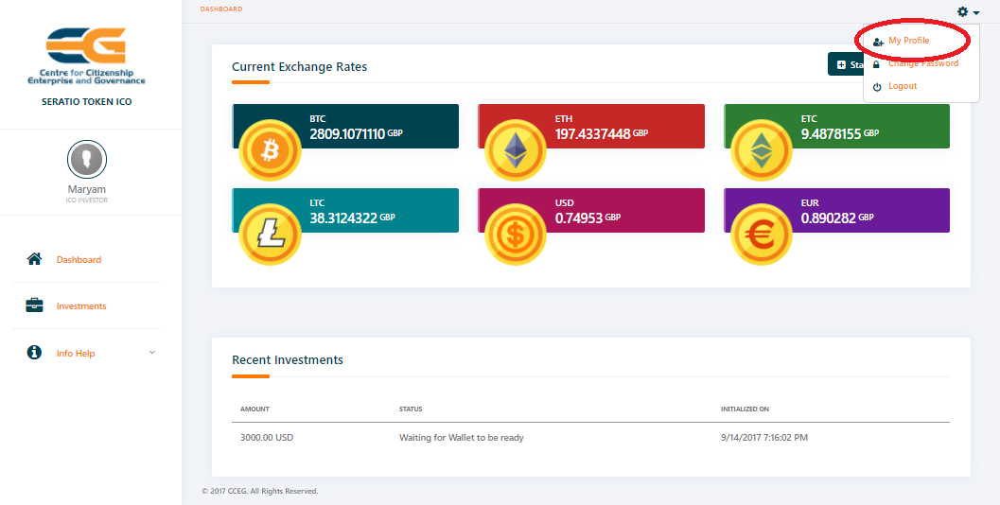 DASHBOARD
Centre for Citizenship
Enterprise and Governance
SERATIO TOKEN ICO
Maryam
ICO INVESTOR
Dashboard
Investments
Info Help
My Profile
Change Password
Logout
Current Exchange Rates
Sta
BTC
2809.1071110 GBP
ETH
197.4337448 GBP
ETC
9.4878155 GBP
LTC
38.3124322 GBP
USD
0.74953 GBP
EUR
0.890282 GBP
Recent Investments
AMOUNT STATUS INITIALIZED ON
3000.00 USD Waiting for Wallet to be ready 9/14/2017 7:16:02 PM
© 2017 CCEG. All Rights Reserved.